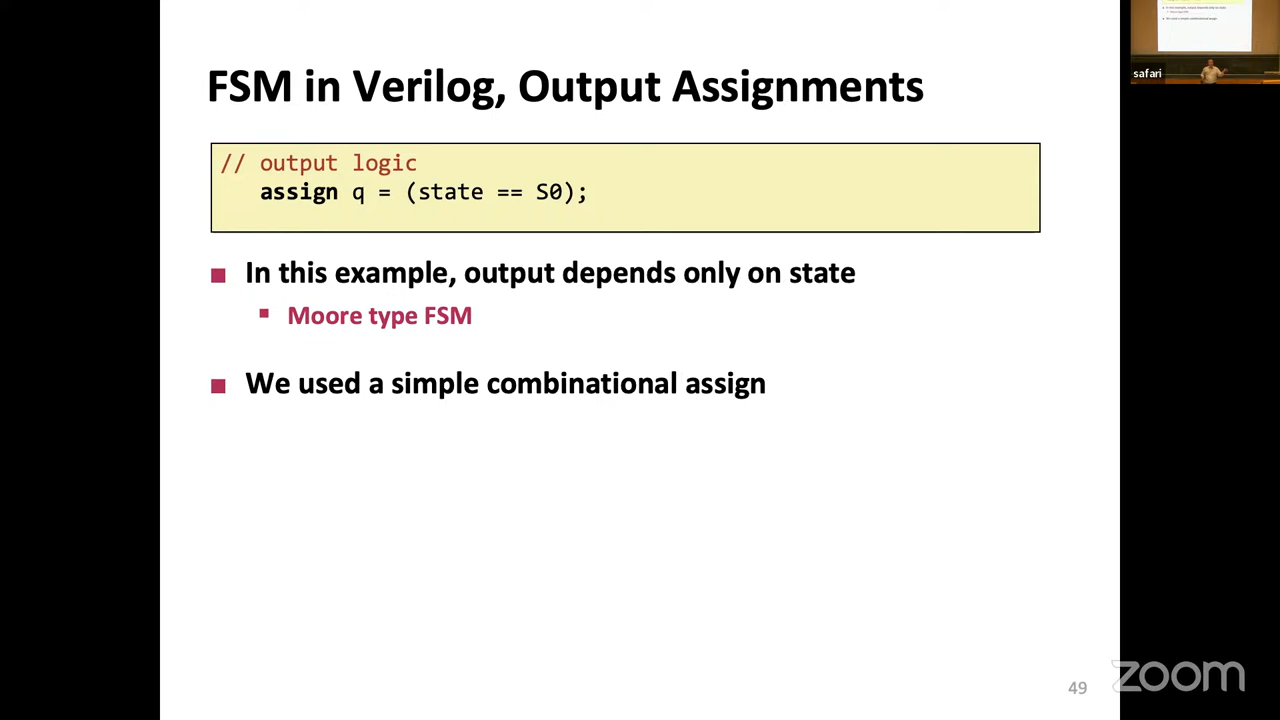 FSM in Verilog, Output Assignments
// output logic
assign q = (state == S0);
In this example, output depends only on state
Moore type FSM
We used a simple combinational assign
49
safari
zoom